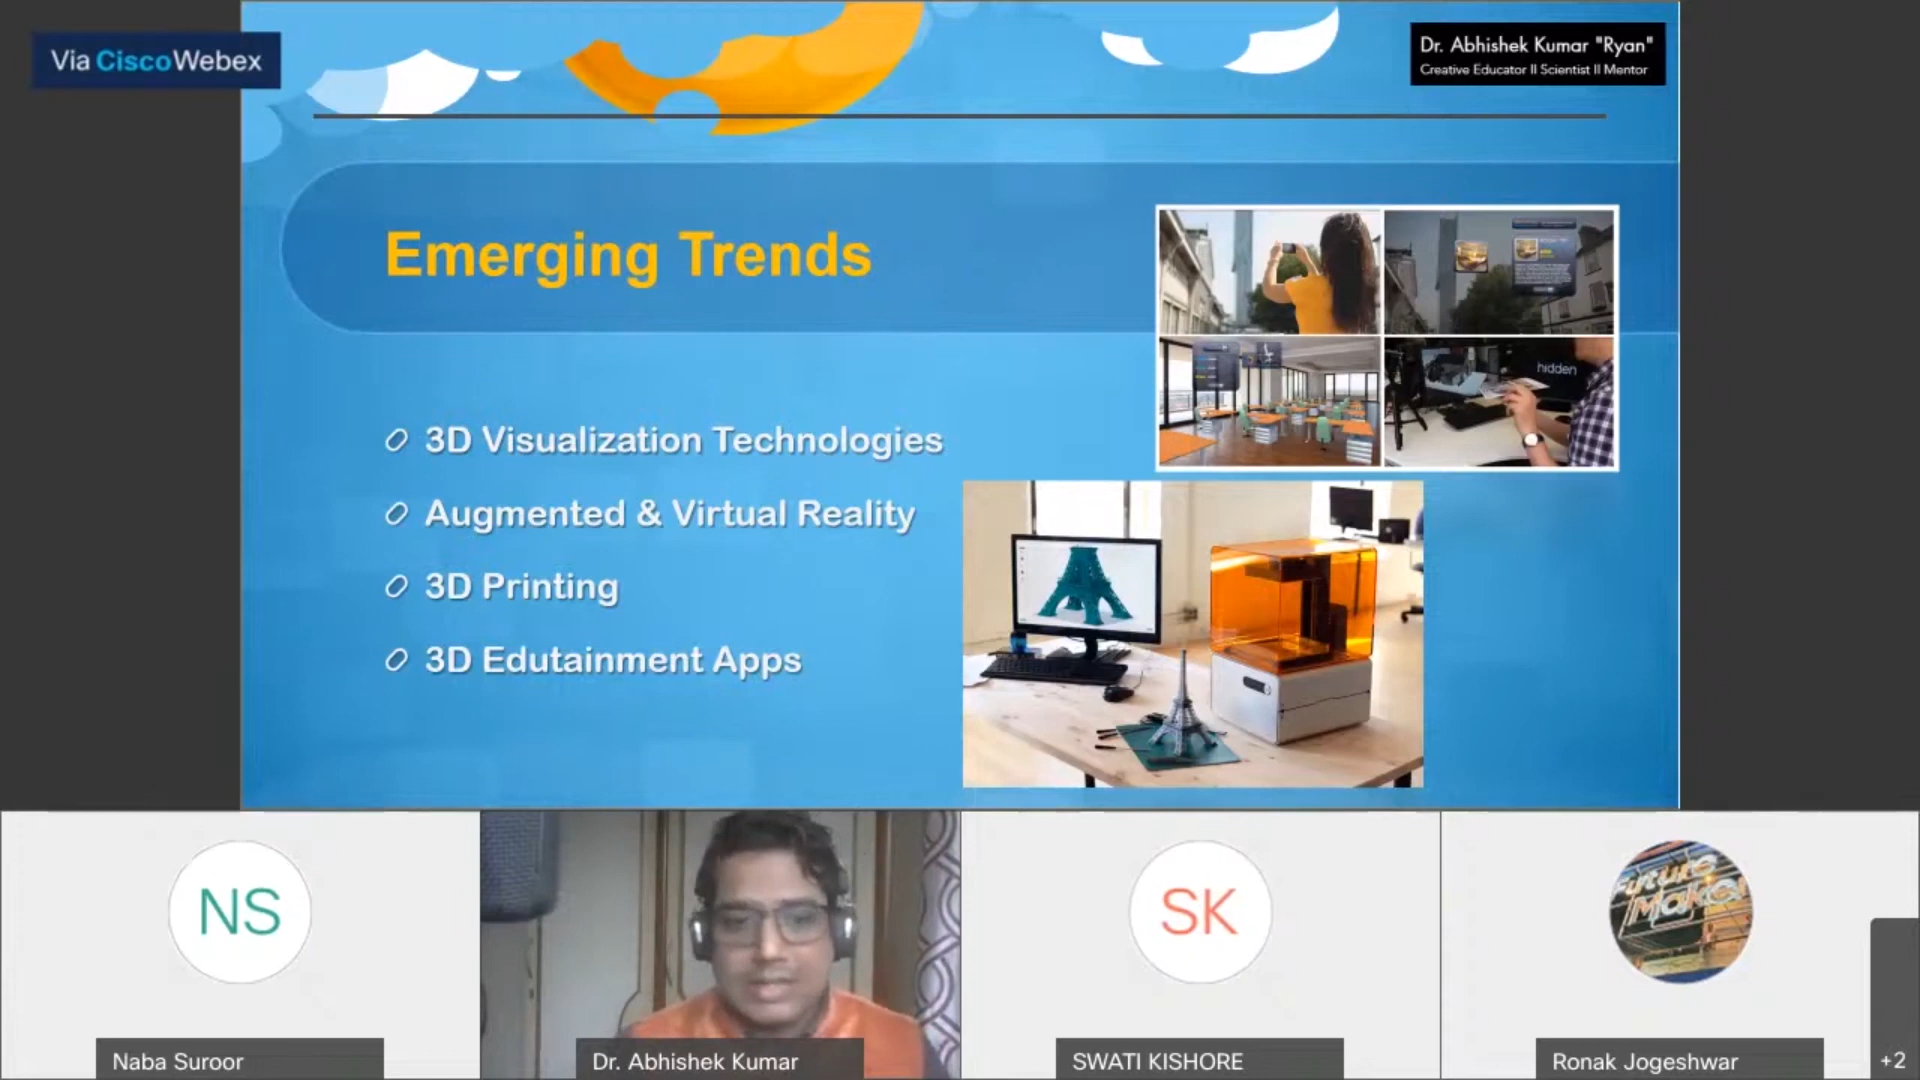 Via CiscoWebex
Dr. Abhishek Kumar "Ryan"
Creative Educator II Scientist II Mentor
Emerging Trends
hidden
3D Visualization Technologies
Augmented & Virtual Reality
3D Printing
3D Edutainment Apps
NS
SK
Future
Maker
Naba Suroor
Dr. Abhishek Kumar
SWATI KISHORE
Ronak Jogeshwar
+2